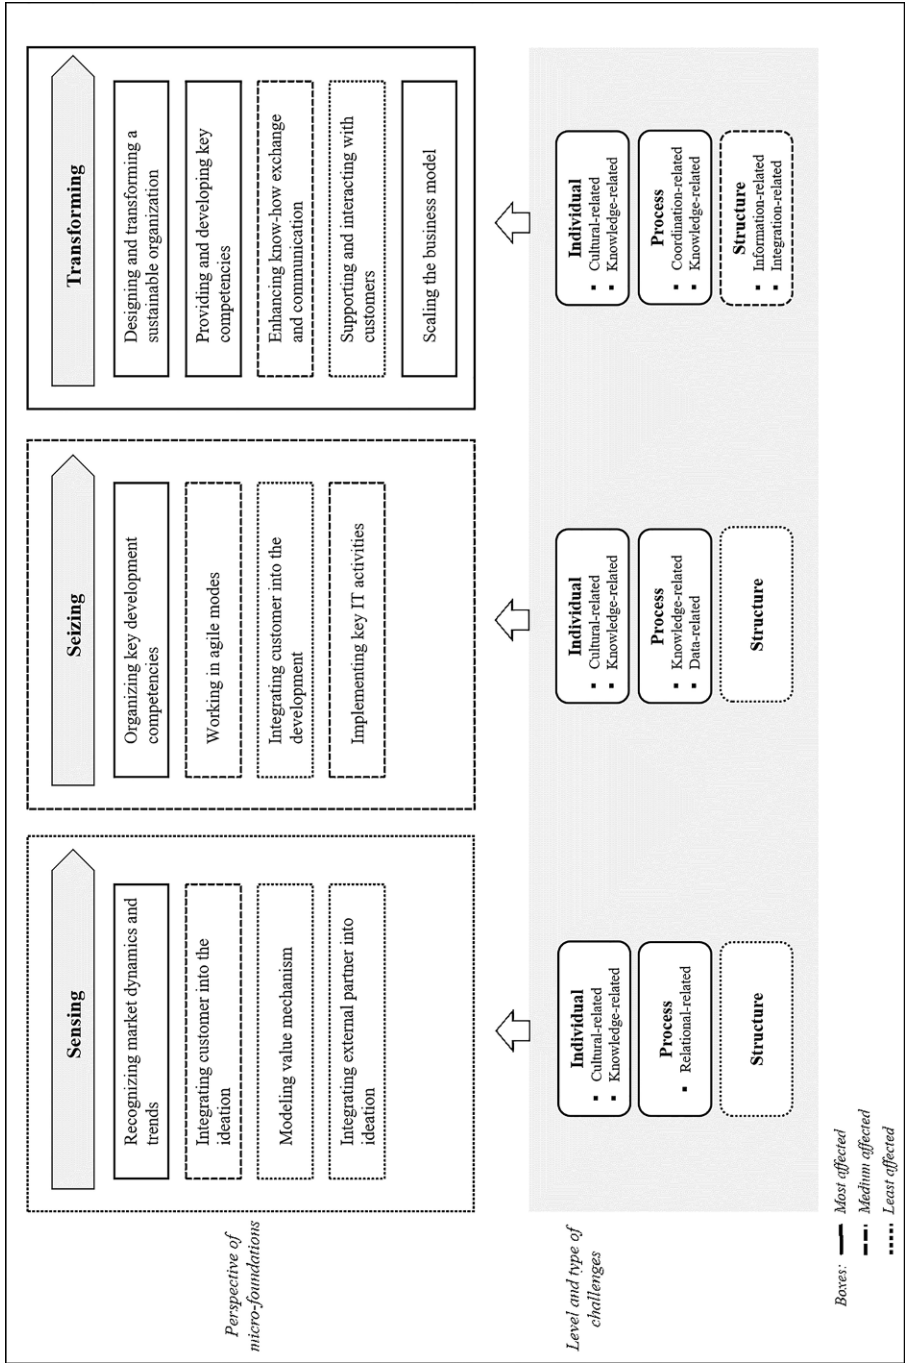 Perspective of
micro-foundations
Sensing
Recognizing market dynamics and
trends
Integrating customer into the
ideation
Modeling value mechanism
Integrating external partner into
ideation
Seizing
Organizing key development
competencies
Working in agile modes
Integrating customer into the
development
Implementing key IT activities
Transforming
Designing and transforming a
sustainable organization
Providing and developing key
competencies
Enhancing know-how exchange
and communication
Supporting and interacting with
customers
Scaling the business model
Level and type of
challenges
Individual
▪ Cultural-related
▪ Knowledge-related
Process
▪ Relational-related
Structure
Individual
▪ Cultural-related
▪ Knowledge-related
Process
▪ Knowledge-related
▪ Data-related
Structure
Individual
▪ Cultural-related
▪ Knowledge-related
Process
▪ Coordination-related
▪ Knowledge-related
Structure
▪ Information-related
▪ Integration-related
Boxes: Most affected
Medium affected
Least affected